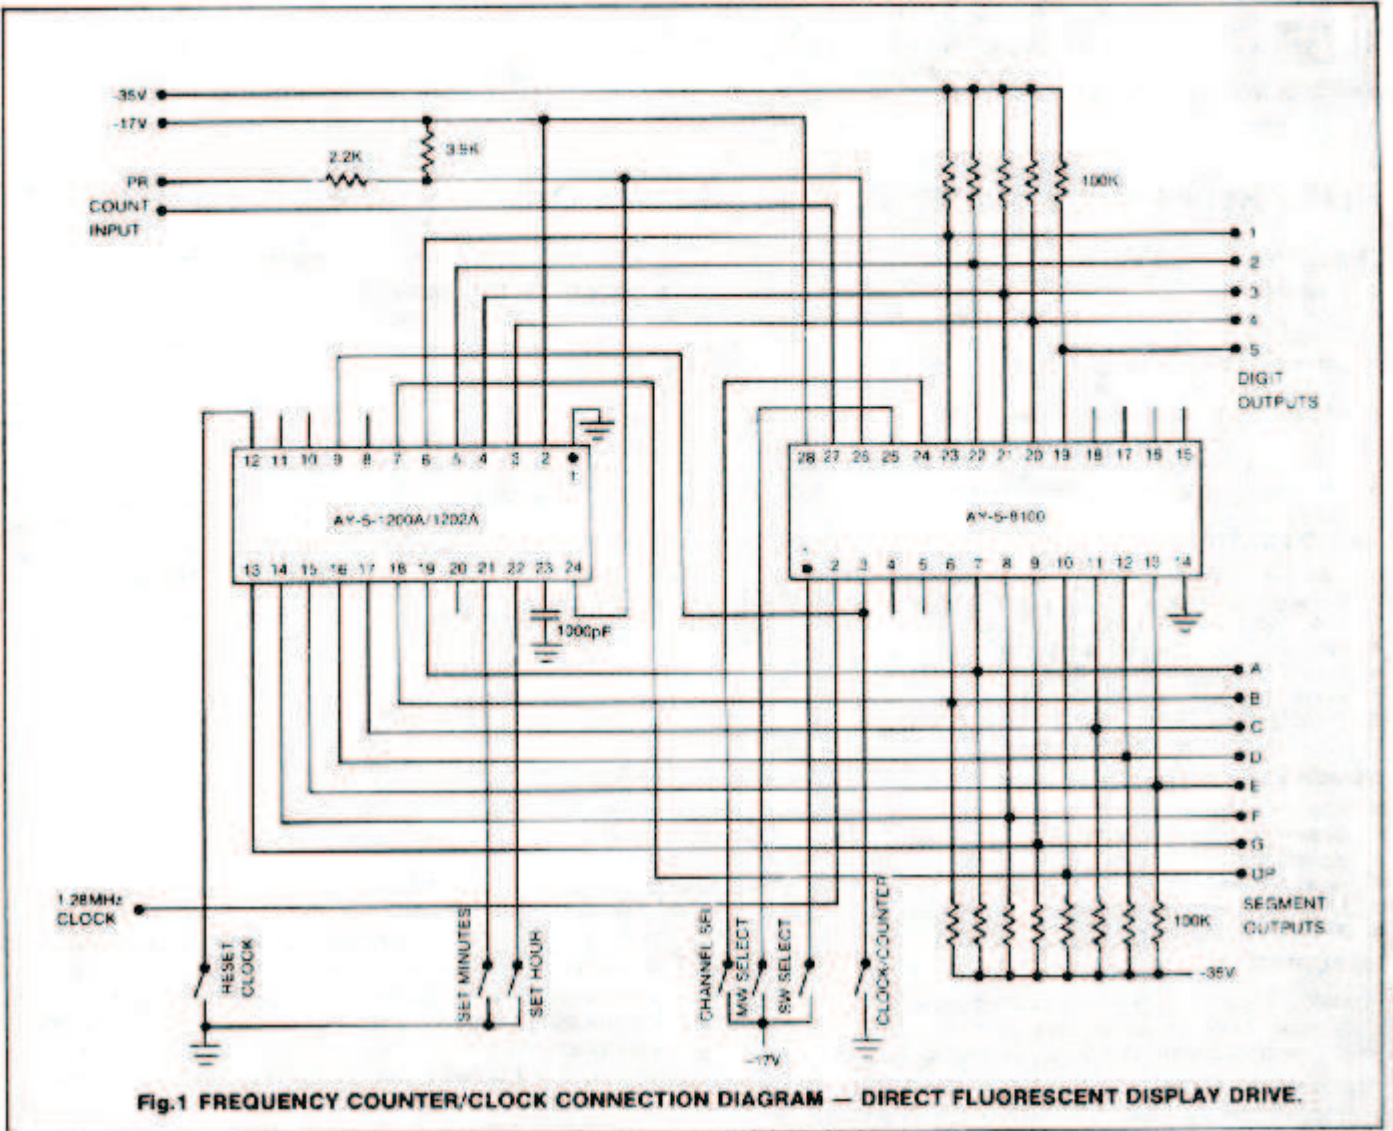 -35V
-17V
2.2K
3.9K
PR
COUNT
INPUT
100K
1
2
3
4
5
DIGIT
OUTPUTS
12 11 10 9 8 7 6 5 4 3 2 1
28 27 26 25 24 23 22 21 20 19 18 17 16 15
AY-5-1200A/1202A
AY-5-8100
13 14 15 16 17 18 19 20 21 22 23 24
2 3 4 5 6 7 8 9 10 11 12 13 14
1000pF
A
B
C
D
E
F
G
DP
SEGMENT
OUTPUTS
1.28MHz
CLOCK
100K
-35V
RESET
CLOCK
SET MINUTES
SET HOUR
CHANNEL SEL
MW SELECT
SW SELECT
CLOCK/COUNTER
-17V
Fig.1 FREQUENCY COUNTER/CLOCK CONNECTION DIAGRAM — DIRECT FLUORESCENT DISPLAY DRIVE.